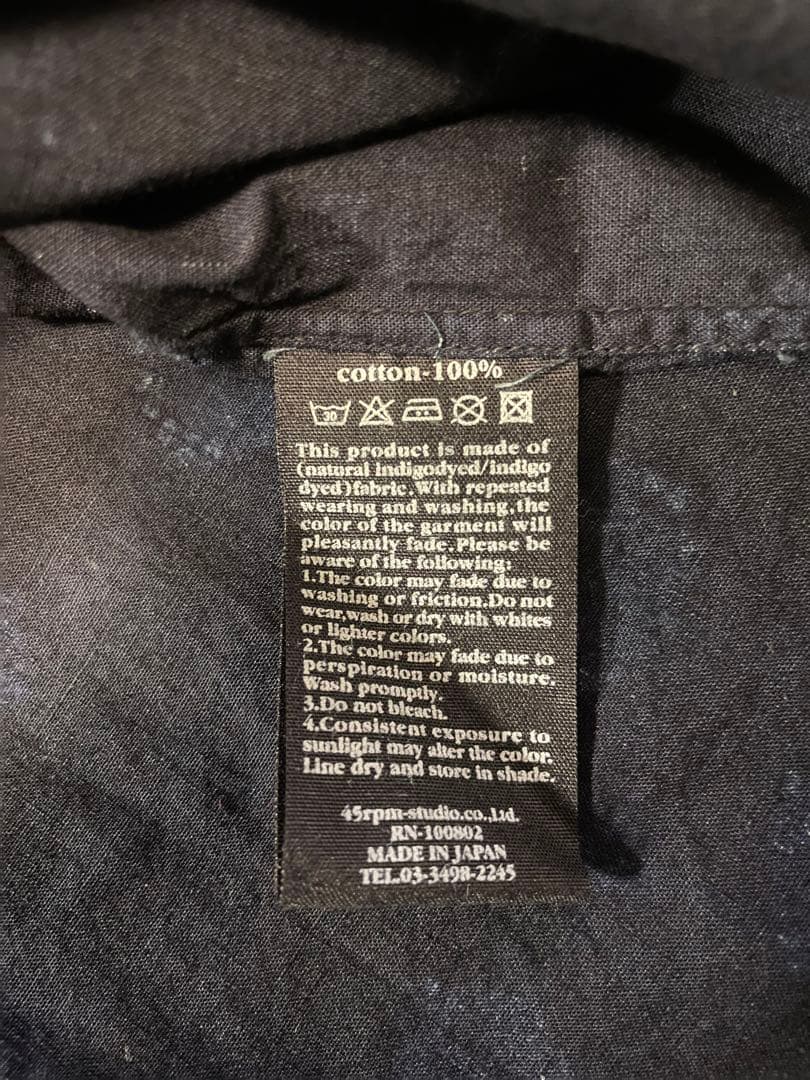 cotton-100%
30
This product is made of
(natural indigodyed/indigo
dyed)fabric.With repeated
wearing and washing,the
color of the garment will
pleasantly fade.Please be
aware of the following;
1.The color may fade due to
washing or friction.Do not
wear,wash or dry with whites
or lighter colors.
2.The color may fade due to
perspiration or moisture.
Wash promptly.
3.Do not bleach.
4.Consistent exposure to
sunlight may alter the color.
Line dry and store in shade.
45rpm-studio.co.,Ltd.
RN-100802
MADE IN JAPAN
TEL.03-3498-2245